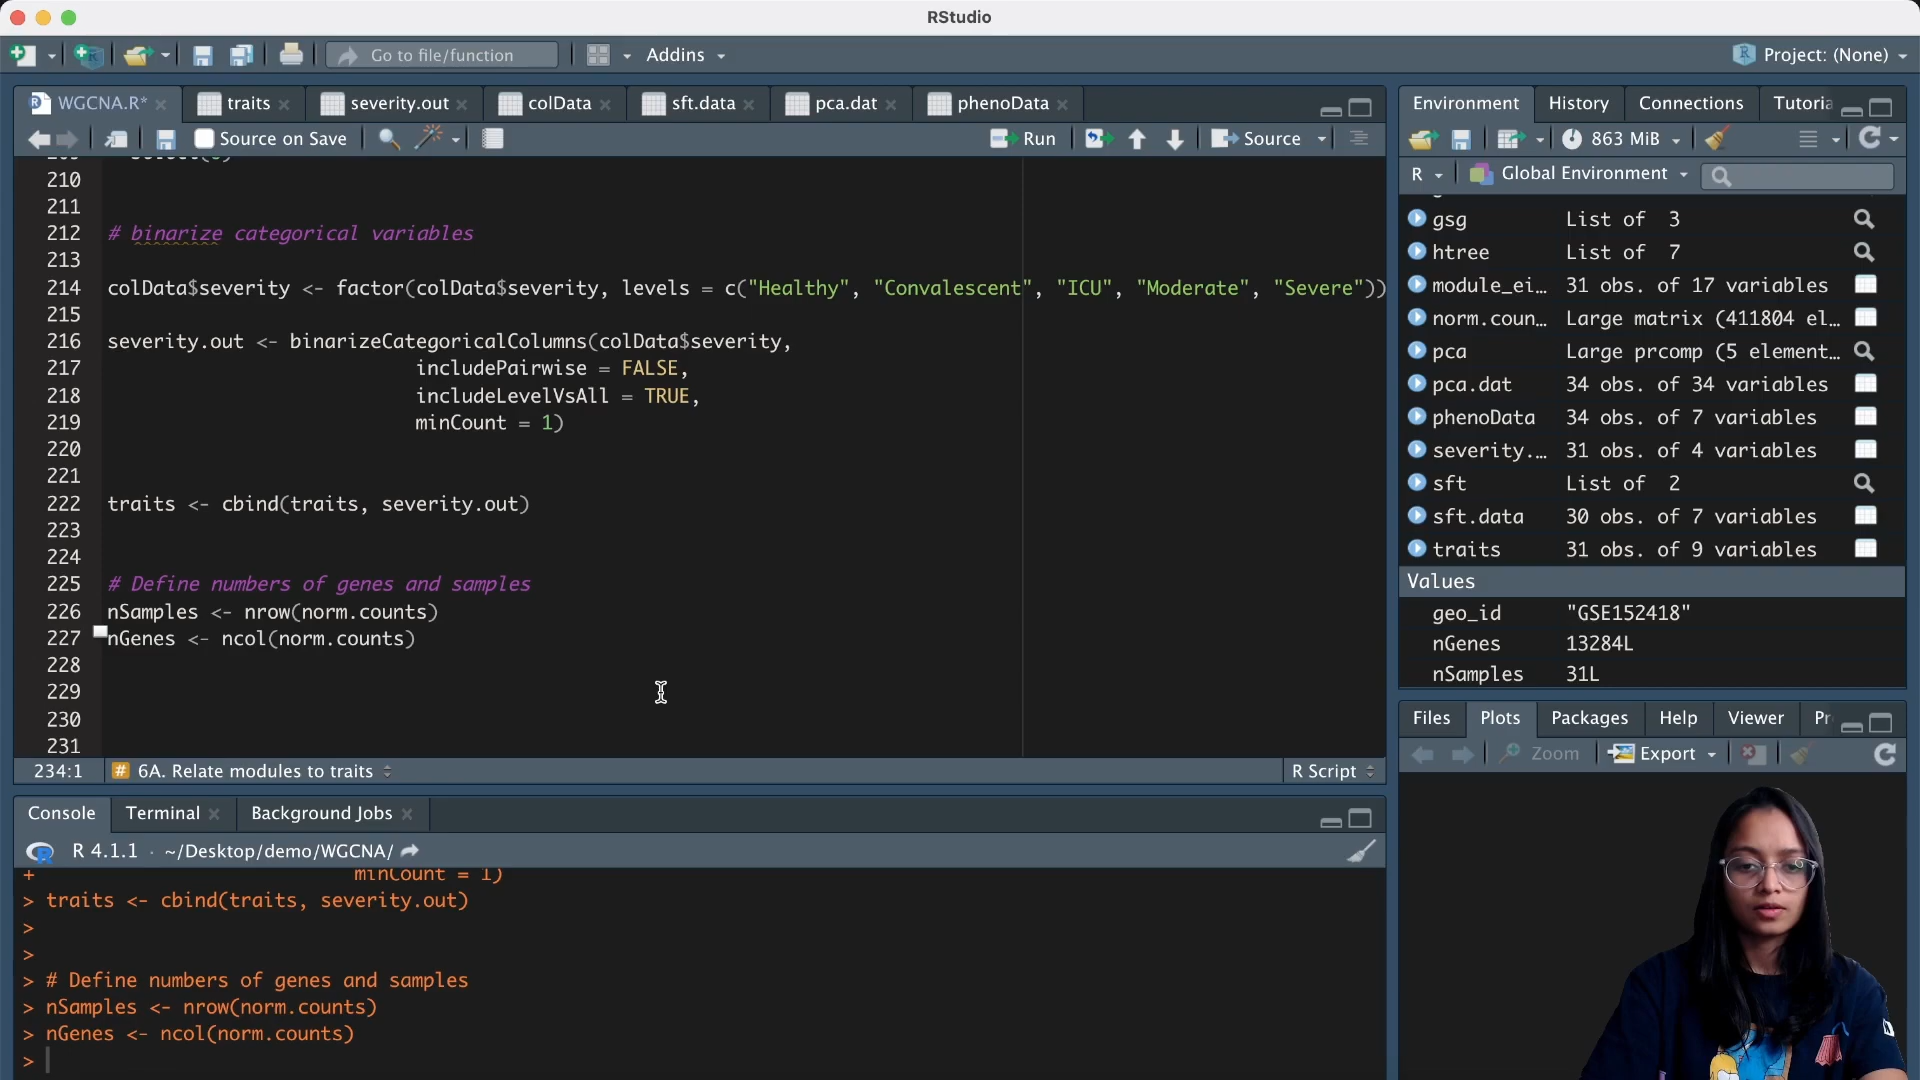 RStudio
Go to file/function
Addins
Project: (None)
WGCNA.R*
traits
severity.out
colData
sft.data
pca.dat
phenoData
Source on Save
Run
Source
210
211
212 # binarize categorical variables
213
214 colData$severity <- factor(colData$severity, levels = c("Healthy", "Convalescent", "ICU", "Moderate", "Severe"))
215
216 severity.out <- binarizeCategoricalColumns(colData$severity,
217 includePairwise = FALSE,
218 includeLevelVsAll = TRUE,
219 minCount = 1)
220
221
222 traits <- cbind(traits, severity.out)
223
224
225 # Define numbers of genes and samples
226 nSamples <- nrow(norm.counts)
227 nGenes <- ncol(norm.counts)
228
229
230
231
234:1
# 6A. Relate modules to traits
R Script
Console
Terminal
Background Jobs
R 4.1.1 · ~/Desktop/demo/WGCNA/
+ minCount = 1)
> traits <- cbind(traits, severity.out)
>
>
> # Define numbers of genes and samples
> nSamples <- nrow(norm.counts)
> nGenes <- ncol(norm.counts)
>
Environment
History
Connections
Tutoria
863 MiB
R
Global Environment
gsg List of 3
htree List of 7
module_ei… 31 obs. of 17 variables
norm.coun… Large matrix (411804 el…
pca Large prcomp (5 element…
pca.dat 34 obs. of 34 variables
phenoData 34 obs. of 7 variables
severity.… 31 obs. of 4 variables
sft List of 2
sft.data 30 obs. of 7 variables
traits 31 obs. of 9 variables
Values
geo_id "GSE152418"
nGenes 13284L
nSamples 31L
Files
Plots
Packages
Help
Viewer
Pr
Zoom
Export